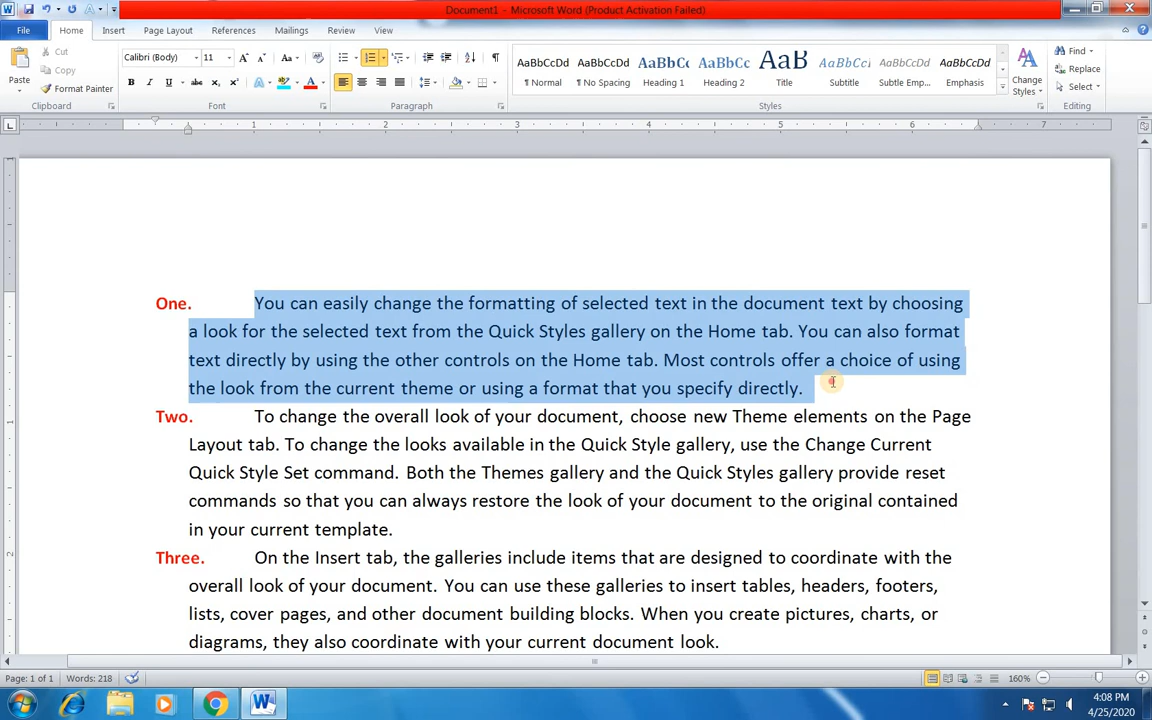 Document1 - Microsoft Word (Product Activation Failed)
File Home Insert Page Layout References Mailings Review View
Paste
Cut
Copy
Format Painter
Clipboard
Calibri (Body) 11
B I U abc x₂ x² A A
Font
Paragraph
AaBbCcDd AaBbCcDd AaBbCc AaBbCc AaB AaBbCcI AaBbCcDd AaBbCcDd
¶ Normal ¶ No Spacing Heading 1 Heading 2 Title Subtitle Subtle Emp... Emphasis
Change Styles
Styles
Find
Replace
Select
Editing
1 2 3 4 5 6 7
One. You can easily change the formatting of selected text in the document text by choosing
a look for the selected text from the Quick Styles gallery on the Home tab. You can also format
text directly by using the other controls on the Home tab. Most controls offer a choice of using
the look from the current theme or using a format that you specify directly.
Two. To change the overall look of your document, choose new Theme elements on the Page
Layout tab. To change the looks available in the Quick Style gallery, use the Change Current
Quick Style Set command. Both the Themes gallery and the Quick Styles gallery provide reset
commands so that you can always restore the look of your document to the original contained
in your current template.
Three. On the Insert tab, the galleries include items that are designed to coordinate with the
overall look of your document. You can use these galleries to insert tables, headers, footers,
lists, cover pages, and other document building blocks. When you create pictures, charts, or
diagrams, they also coordinate with your current document look.
Page: 1 of 1 Words: 218 160%
4:08 PM
4/25/2020